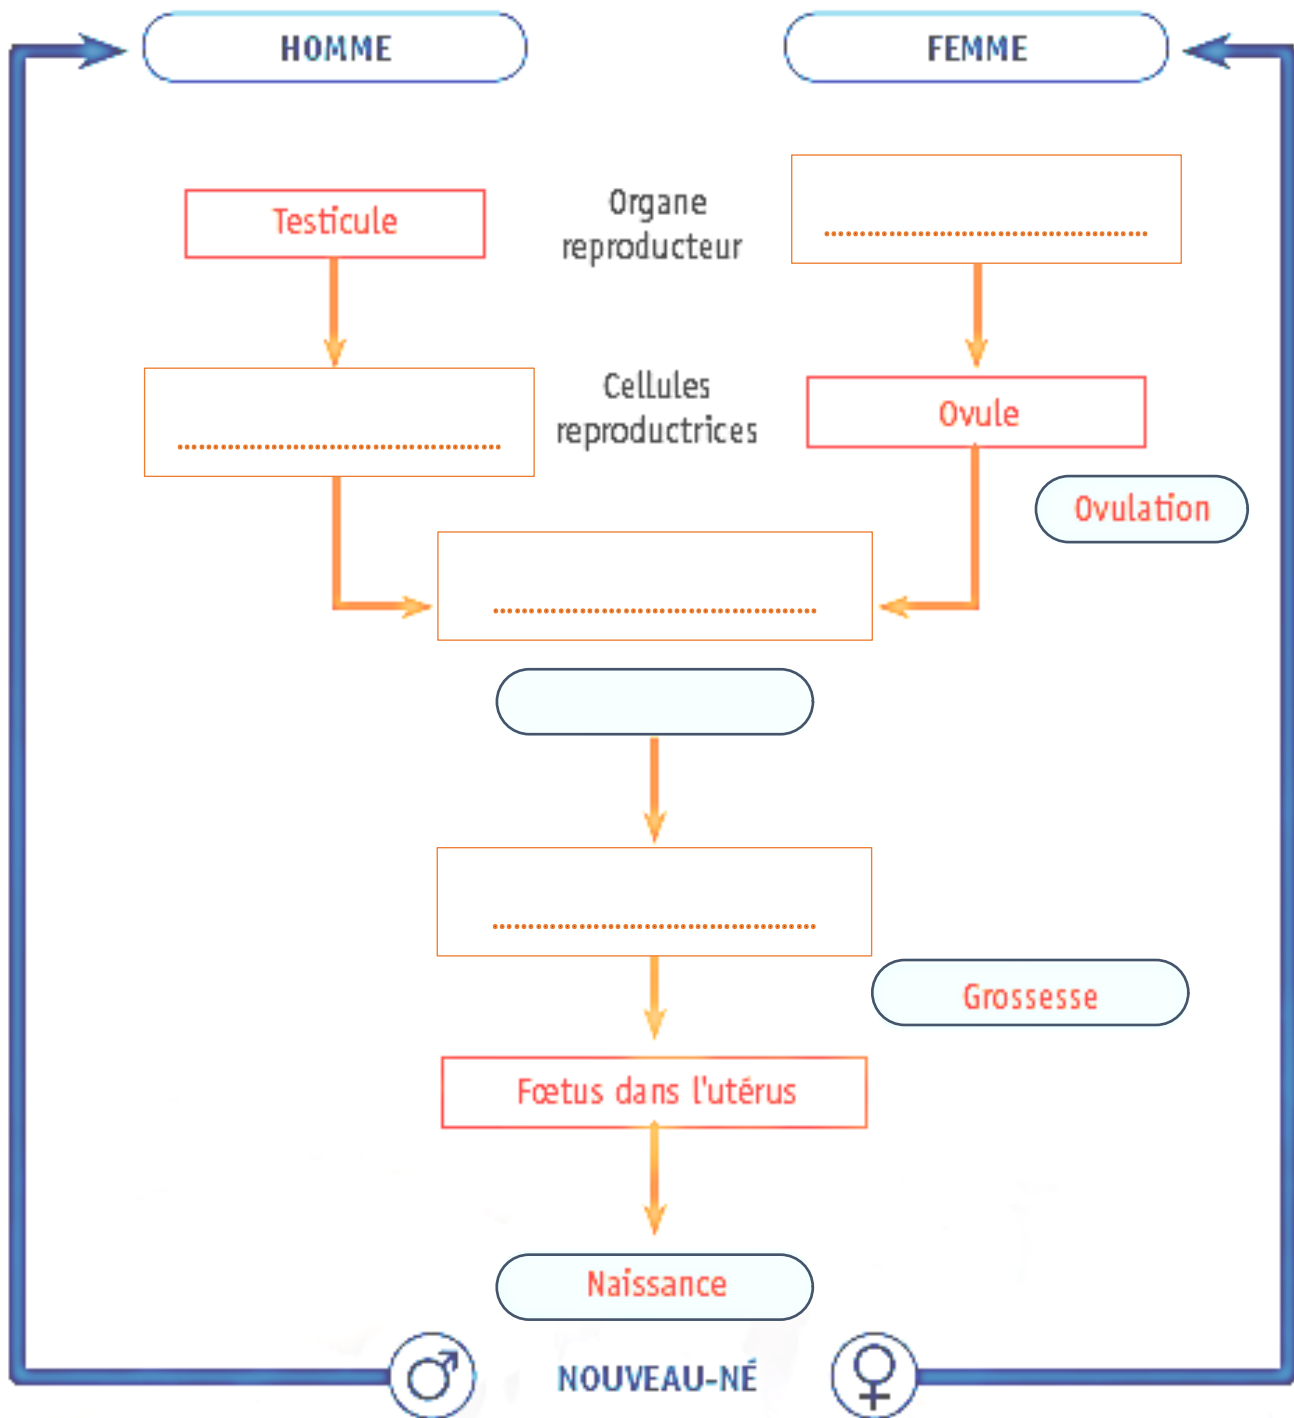 HOMME
FEMME
Testicule
Organe
reproducteur
Cellules
reproductrices
Ovule
Ovulation
Grossesse
Fœtus dans l'utérus
Naissance
NOUVEAU-NÉ